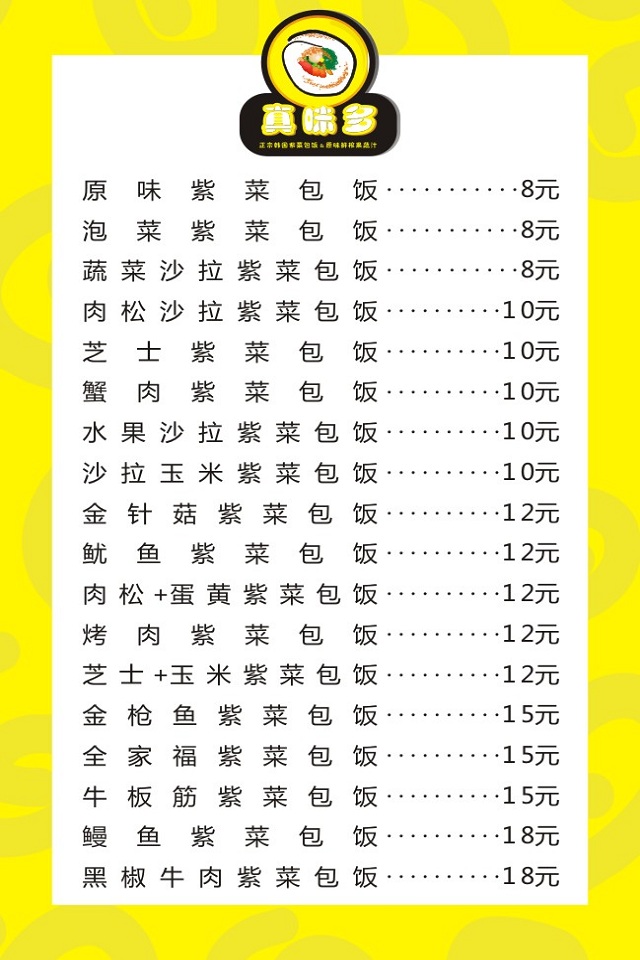 真味多
正宗韩国紫菜包饭&原味鲜榨果蔬汁
原味紫菜包饭···········8元
泡菜紫菜包饭···········8元
蔬菜沙拉紫菜包饭···········8元
肉松沙拉紫菜包饭··········10元
芝士紫菜包饭··········10元
蟹肉紫菜包饭··········10元
水果沙拉紫菜包饭··········10元
沙拉玉米紫菜包饭··········10元
金针菇紫菜包饭··········12元
鱿鱼紫菜包饭··········12元
肉松+蛋黄紫菜包饭··········12元
烤肉紫菜包饭··········12元
芝士+玉米紫菜包饭··········12元
金枪鱼紫菜包饭··········15元
全家福紫菜包饭··········15元
牛板筋紫菜包饭··········15元
鳗鱼紫菜包饭··········18元
黑椒牛肉紫菜包饭··········18元